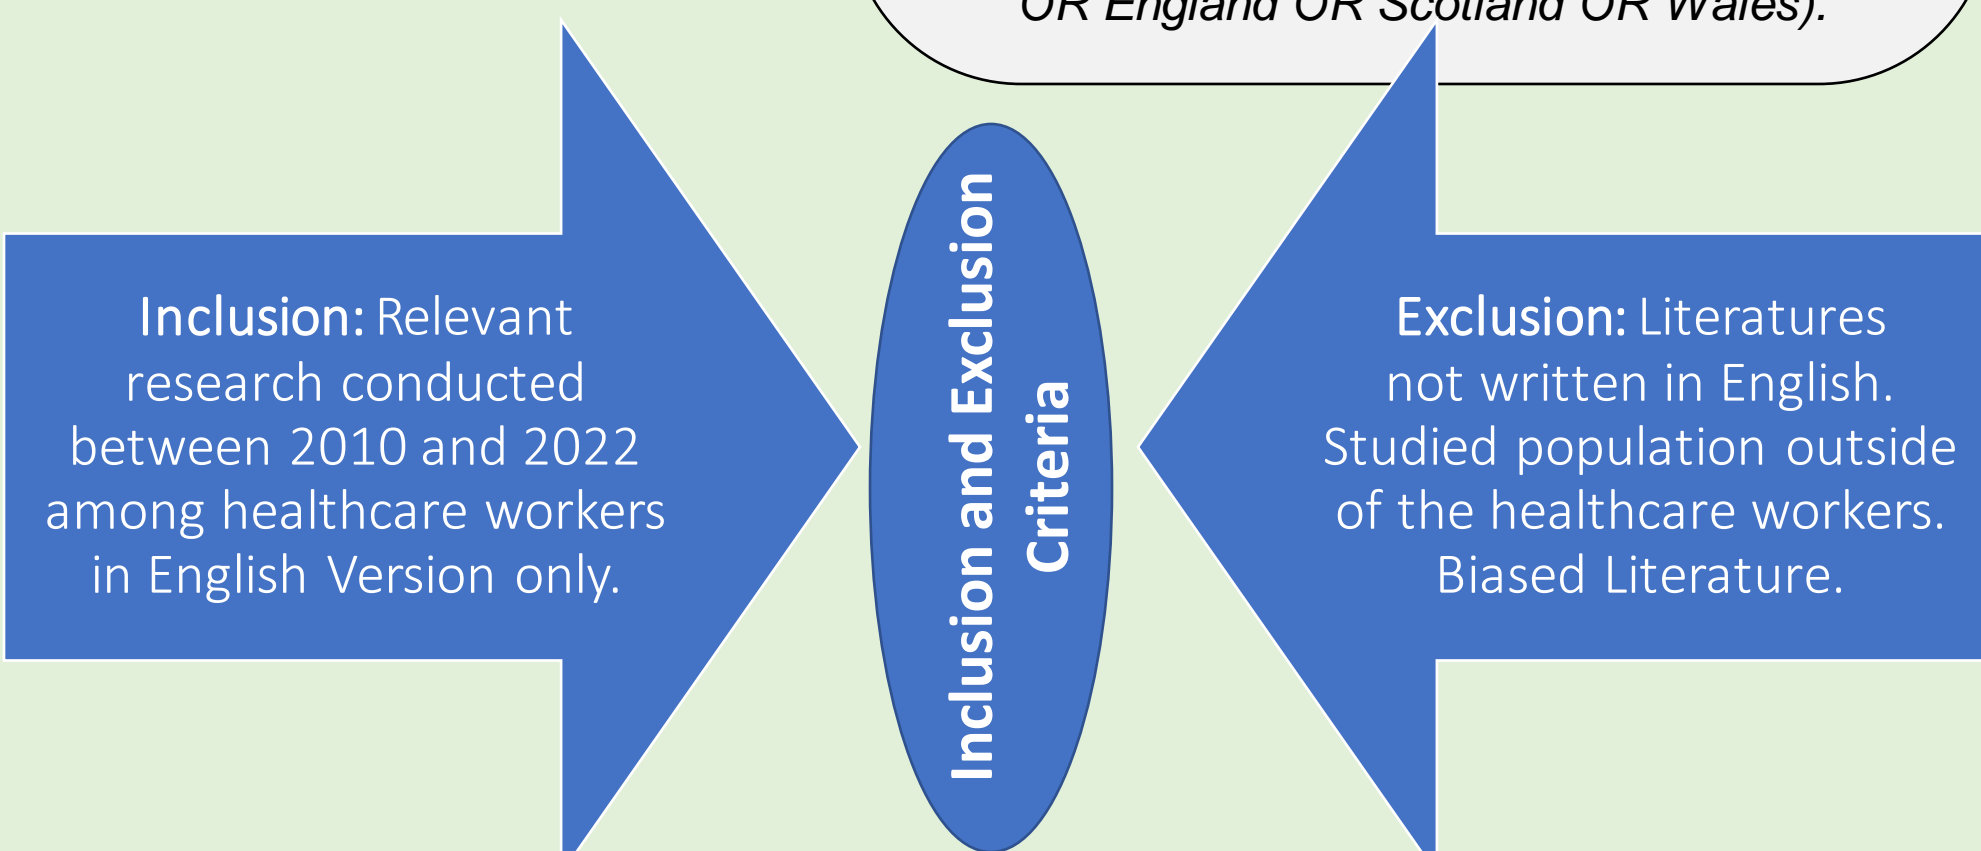 OR England OR Scotland OR Wales).
Inclusion: Relevant
research conducted
between 2010 and 2022
among healthcare workers
in English Version only.
Inclusion and Exclusion
Criteria
Exclusion: Literatures
not written in English.
Studied population outside
of the healthcare workers.
Biased Literature.